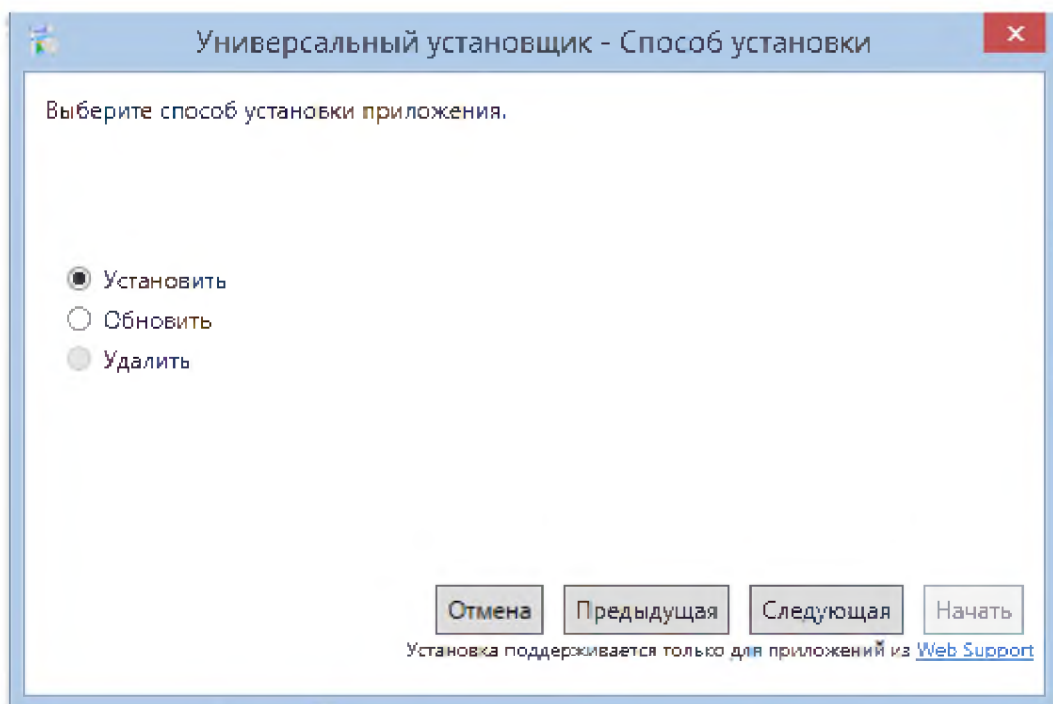 Универсальный установщик - Способ установки
Выберите способ установки приложения.
Установить
Обновить
Удалить
Отмена Предыдущая Следующая Начать
Установка поддерживается только для приложений из Web Support